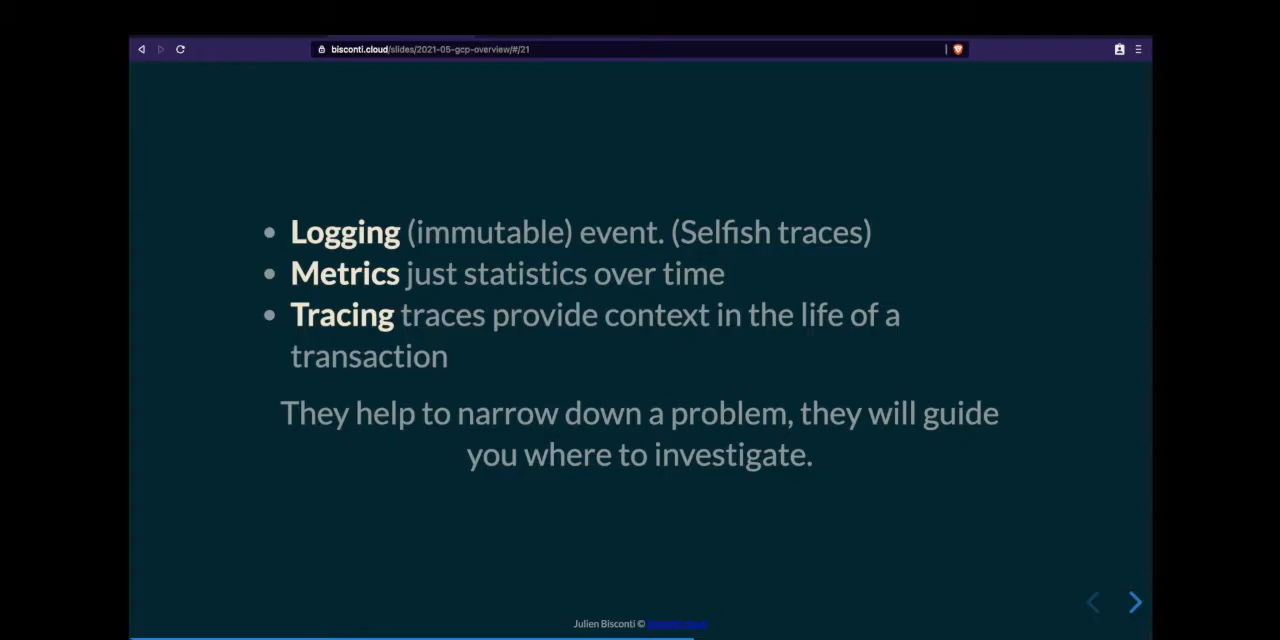 bisconti.cloud/slides/2021-05-gcp-overview/#/21
Logging (immutable) event. (Selfish traces)
Metrics just statistics over time
Tracing traces provide context in the life of a
transaction
They help to narrow down a problem, they will guide
you where to investigate.
Julien Bisconti © bisconti.cloud